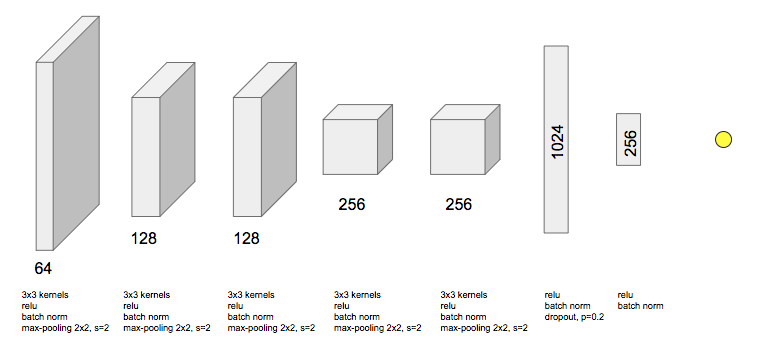 1024
256
256
256
128
128
64
3x3 kernels
relu
batch norm
max-pooling 2x2, s=2
3x3 kernels
relu
batch norm
max-pooling 2x2, s=2
3x3 kernels
relu
batch norm
max-pooling 2x2, s=2
3x3 kernels
relu
batch norm
max-pooling 2x2, s=2
3x3 kernels
relu
batch norm
max-pooling 2x2, s=2
relu
batch norm
dropout, p=0.2
relu
batch norm